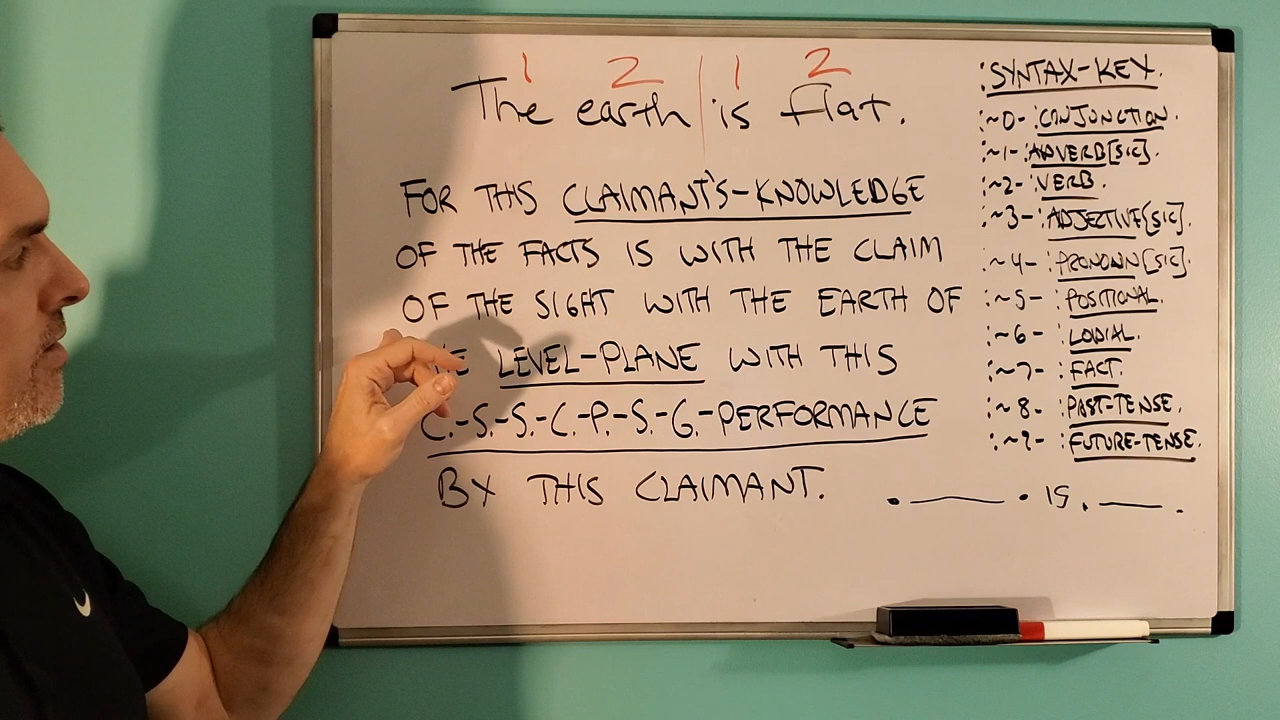 1 2 1 2
The earth is flat.
FOR THIS CLAIMANT'S-KNOWLEDGE
OF THE FACTS IS WITH THE CLAIM
OF THE SIGHT WITH THE EARTH OF
LEVEL-PLANE WITH THIS
C.-S.-S.-C.-P.-S.-G.-PERFORMANCE
BY THIS CLAIMANT.
:SYNTAX-KEY.
:~0- :CONJUNCTION.
:~1- :ADVERB[SIC].
:~2- :VERB.
:~3- :ADJECTIVE[SIC].
:~4- :PRONOUN[SIC].
:~5- :POSITIONAL.
:~6- :LODIAL.
:~7- :FACT.
:~8- :PAST-TENSE.
:~9- :FUTURE-TENSE.
. ____ . IS . ____ .